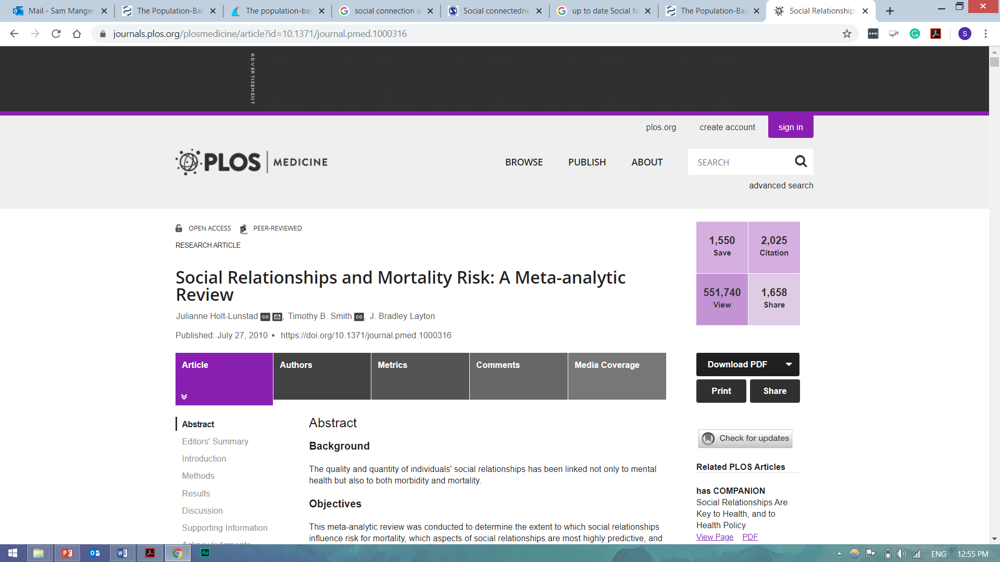 Mail - Sam Manger
The Population-Bas
The population-bas
social connection a
Social connectedne
up to date Social fa
The Population-Bas
Social Relationships
journals.plos.org/plosmedicine/article?id=10.1371/journal.pmed.1000316
S
ADVERTISEMENT
plos.org create account sign in
PLOS | MEDICINE
BROWSE PUBLISH ABOUT SEARCH
advanced search
OPEN ACCESS PEER-REVIEWED
RESEARCH ARTICLE
1,550 Save
2,025 Citation
551,740 View
1,658 Share
Social Relationships and Mortality Risk: A Meta-analytic
Review
Julianne Holt-Lunstad, Timothy B. Smith, J. Bradley Layton
Published: July 27, 2010 • https://doi.org/10.1371/journal.pmed.1000316
Article Authors Metrics Comments Media Coverage
Download PDF
Print Share
Abstract
Editors' Summary
Introduction
Methods
Results
Discussion
Supporting Information
Acknowledgments
Abstract
Background
The quality and quantity of individuals' social relationships has been linked not only to mental
health but also to both morbidity and mortality.
Objectives
This meta-analytic review was conducted to determine the extent to which social relationships
influence risk for mortality, which aspects of social relationships are most highly predictive, and
Check for updates
Related PLOS Articles
has COMPANION
Social Relationships Are
Key to Health, and to
Health Policy
View Page PDF
ENG 12:55 PM